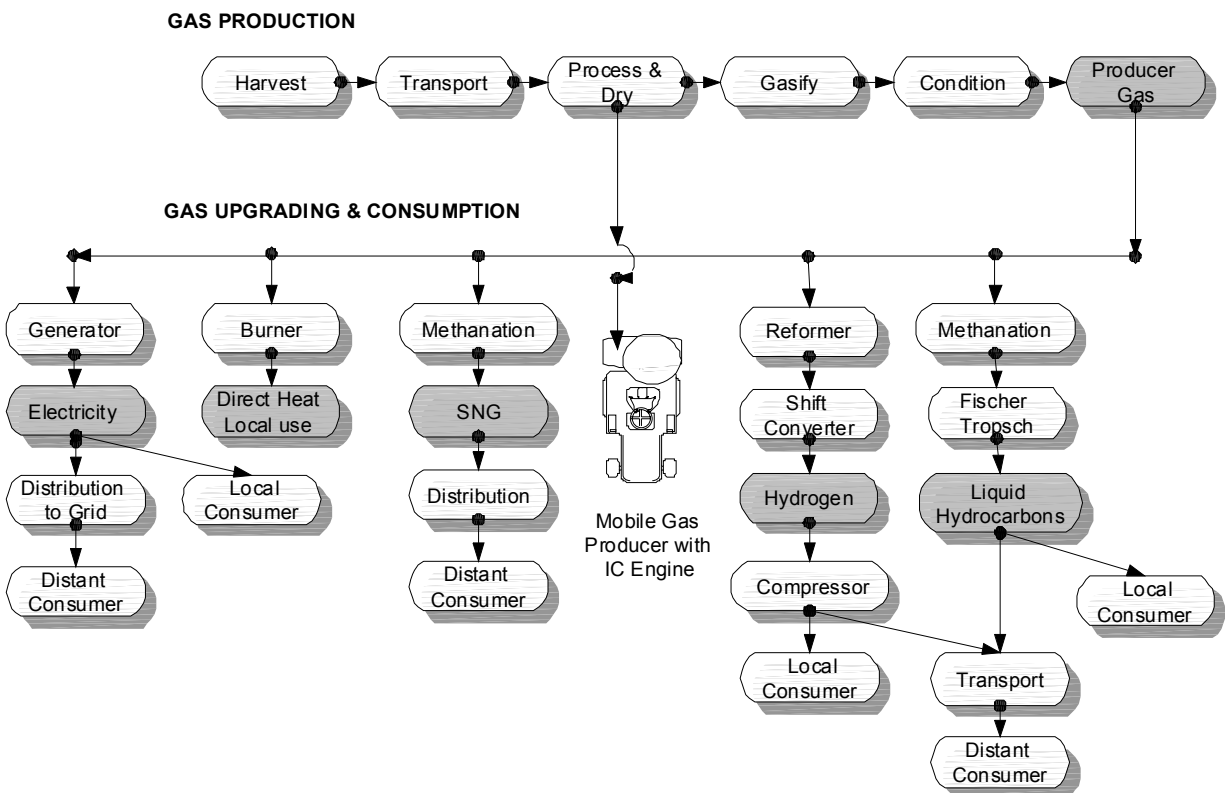 GAS PRODUCTION
Harvest
Transport
Process &
Dry
Gasify
Condition
Producer
Gas
GAS UPGRADING & CONSUMPTION
Generator
Burner
Methanation
Reformer
Methanation
Electricity
Direct Heat
Local use
SNG
Shift
Converter
Fischer
Tropsch
Distribution
to Grid
Local
Consumer
Distribution
Hydrogen
Liquid
Hydrocarbons
Mobile Gas
Producer with
IC Engine
Distant
Consumer
Distant
Consumer
Compressor
Local
Consumer
Local
Consumer
Transport
Distant
Consumer